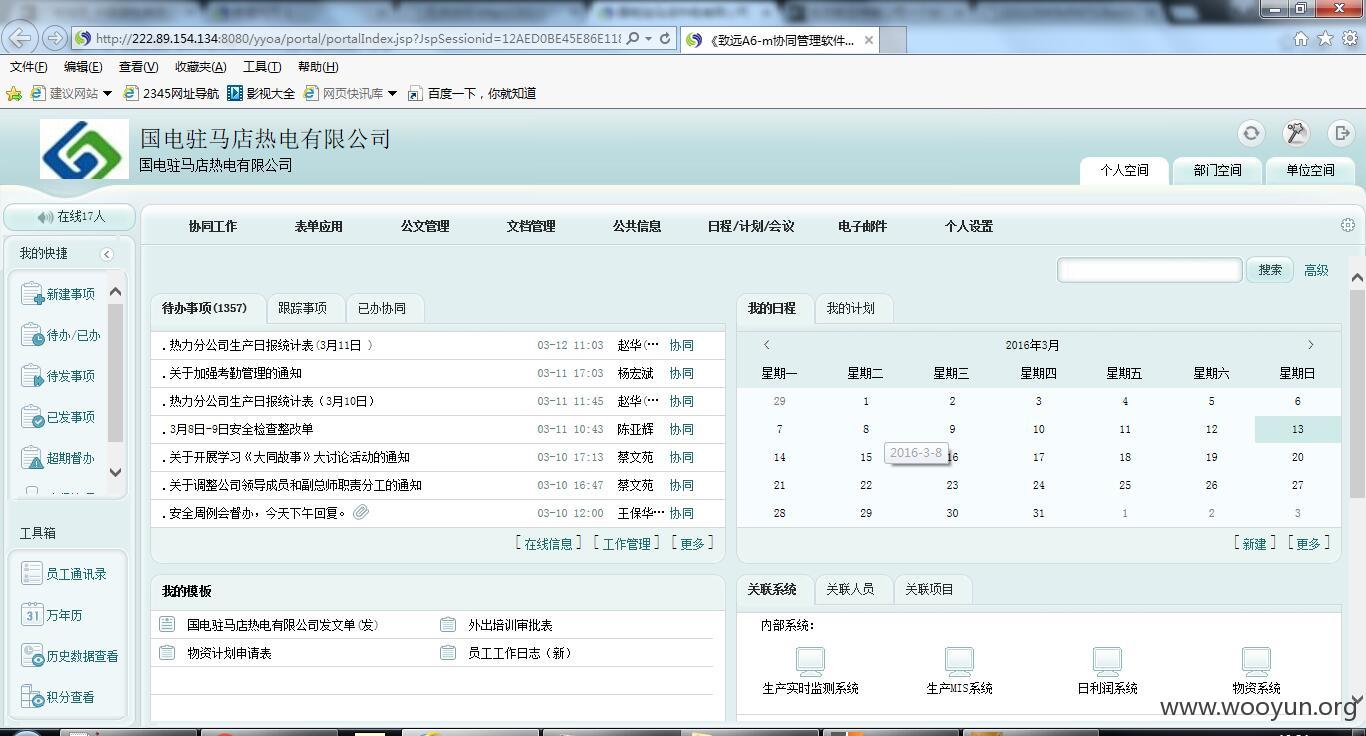 http://222.89.154.134:8080/yyoa/portal/portalIndex.jsp?JspSessionid=12AED0BE45E86E118
《致远A6-m协同管理软件...
文件(F) 编辑(E) 查看(V) 收藏夹(A) 工具(T) 帮助(H)
建议网站 2345网址导航 影视大全 网页快讯库 百度一下，你就知道
国电驻马店热电有限公司
国电驻马店热电有限公司
个人空间 部门空间 单位空间
在线17人
协同工作 表单应用 公文管理 文档管理 公共信息 日程/计划/会议 电子邮件 个人设置
我的快捷
搜索 高级
新建事项
待办/已办
待发事项
已发事项
超期督办
工具箱
员工通讯录
31 万年历
历史数据查看
积分查看
待办事项(1357) 跟踪事项 已办协同
. 热力分公司生产日报统计表(3月11日 ) 03-12 11:03 赵华(… 协同
. 关于加强考勤管理的通知 03-11 17:03 杨宏斌 协同
. 热力分公司生产日报统计表（3月10日） 03-11 11:45 赵华(… 协同
. 3月8日-9日安全检查整改单 03-11 10:43 陈亚辉 协同
. 关于开展学习《大同故事》大讨论活动的通知 03-10 17:13 蔡文苑 协同
. 关于调整公司领导成员和副总师职责分工的通知 03-10 16:47 蔡文苑 协同
. 安全周例会督办，今天下午回复。 03-10 12:00 王保华… 协同
[在线信息] [工作管理] [更多]
我的日程 我的计划
2016年3月
星期一 星期二 星期三 星期四 星期五 星期六 星期日
29 1 2 3 4 5 6
7 8 9 10 11 12 13
14 15 16 17 18 19 20
2016-3-8
21 22 23 24 25 26 27
28 29 30 31 1 2 3
[新建] [更多]
我的模板
国电驻马店热电有限公司发文单(发) 外出培训审批表
物资计划申请表 员工工作日志（新）
关联系统 关联人员 关联项目
内部系统:
生产实时监测系统 生产MIS系统 日利润系统 物资系统
www.wooyun.org